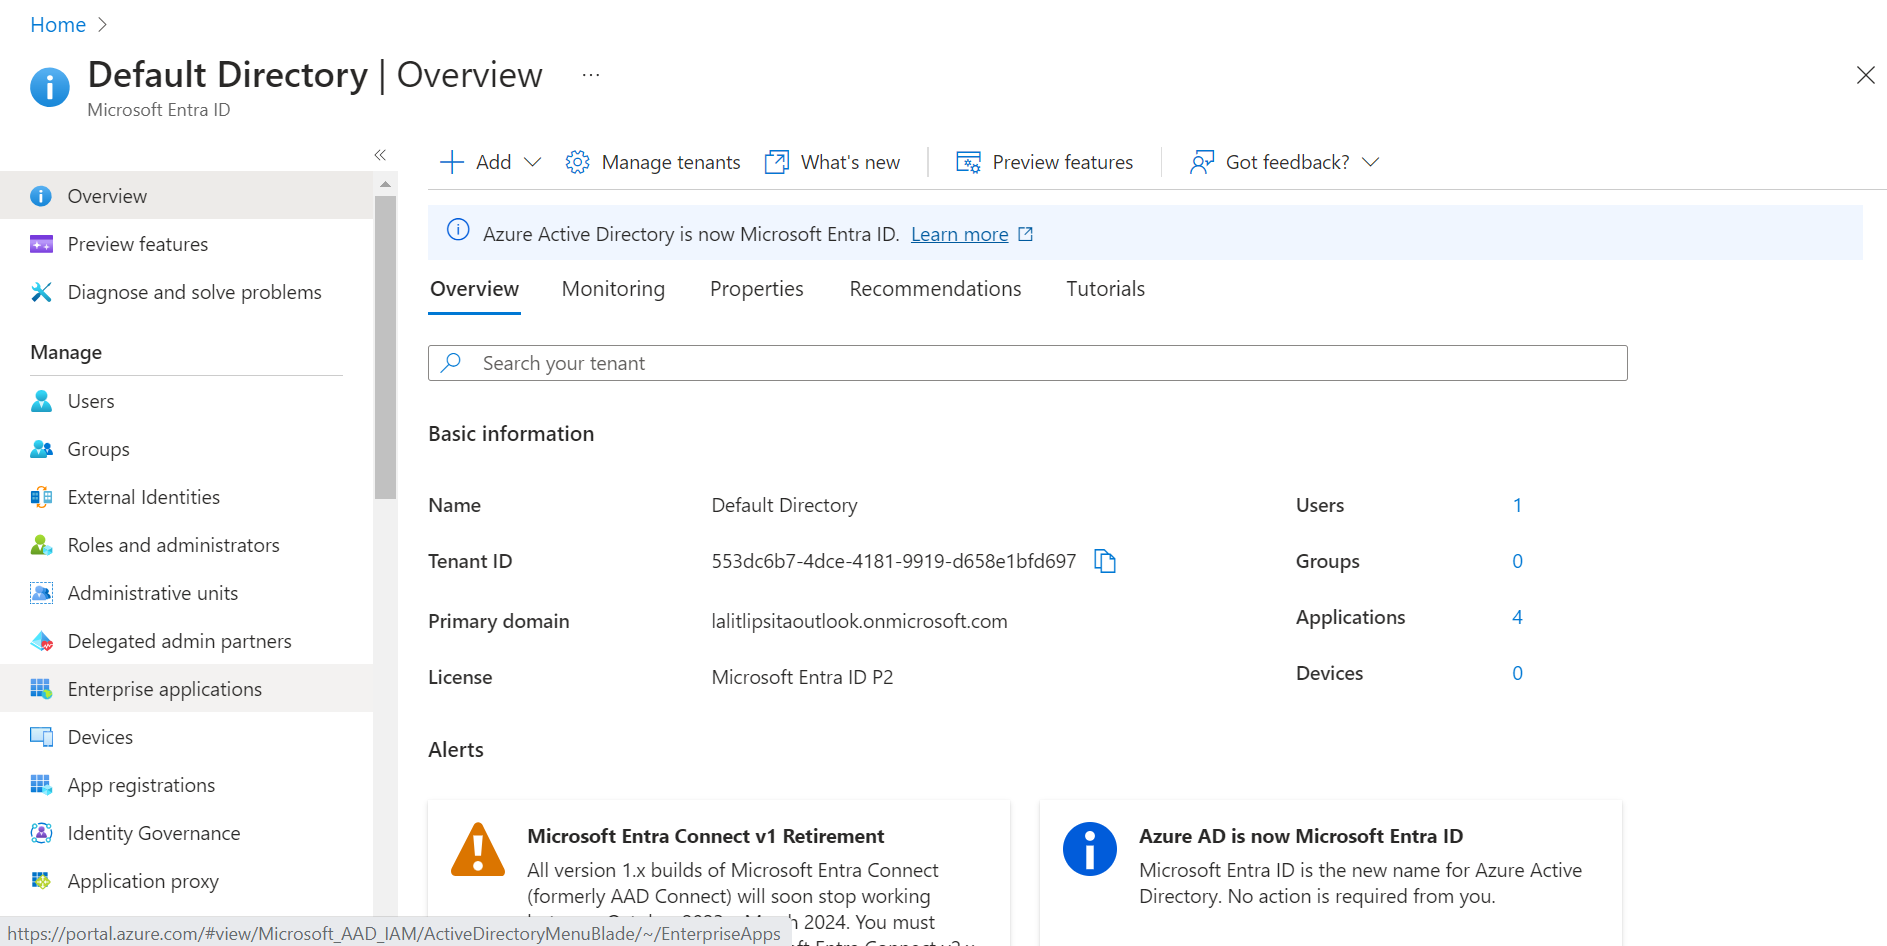 Home
Default Directory | Overview ...
Microsoft Entra ID
Overview
Preview features
Diagnose and solve problems
Manage
Users
Groups
External Identities
Roles and administrators
Administrative units
Delegated admin partners
Enterprise applications
Devices
App registrations
Identity Governance
Application proxy
Add Manage tenants What's new Preview features Got feedback?
Azure Active Directory is now Microsoft Entra ID. Learn more
Overview Monitoring Properties Recommendations Tutorials
Search your tenant
Basic information
Name Default Directory Users 1
Tenant ID 553dc6b7-4dce-4181-9919-d658e1bfd697 Groups 0
Primary domain lalitlipsitaoutlook.onmicrosoft.com Applications 4
License Microsoft Entra ID P2 Devices 0
Alerts
Microsoft Entra Connect v1 Retirement
All version 1.x builds of Microsoft Entra Connect
(formerly AAD Connect) will soon stop working
2024. You must
Azure AD is now Microsoft Entra ID
Microsoft Entra ID is the new name for Azure Active
Directory. No action is required from you.
https://portal.azure.com/#view/Microsoft_AAD_IAM/ActiveDirectoryMenuBlade/~/EnterpriseApps